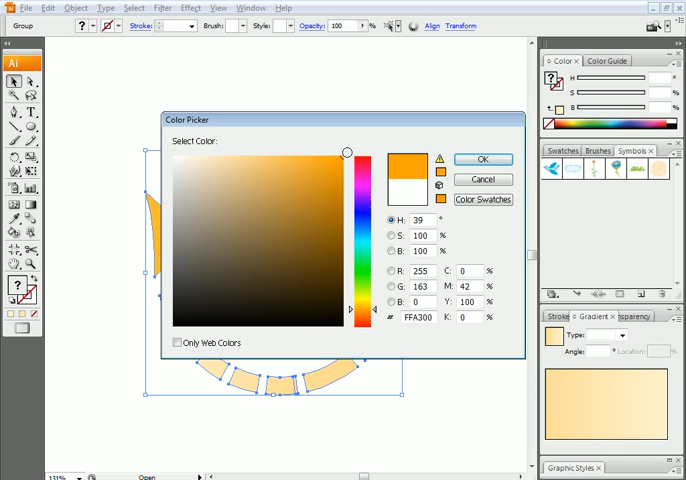 File Edit Object Type Select Filter Effect View Window Help
Group ? Stroke: Brush: Style: Opacity: 100 % Align Transform
Ai
Color Picker
Select Color:
OK
Cancel
Color Swatches
H: 39 °
S: 100 %
B: 100 %
R: 255 C: 0 %
G: 163 M: 42 %
B: 0 Y: 100 %
# FFA300 K: 0 %
Only Web Colors
Color Color Guide
? H °
S %
B %
Swatches Brushes Symbols
Stroke Gradient nsparency
Type:
Angle: ° Location: %
Graphic Styles
?
131% Open